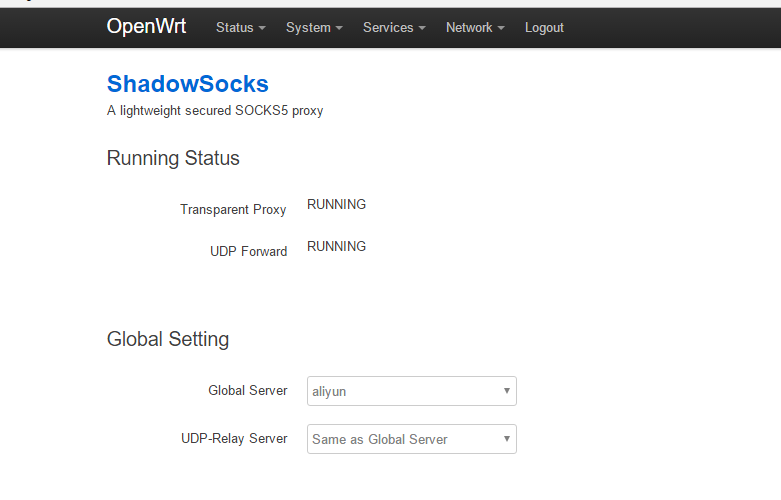 OpenWrt Status System Services Network Logout
ShadowSocks
A lightweight secured SOCKS5 proxy
Running Status
Transparent Proxy RUNNING
UDP Forward RUNNING
Global Setting
Global Server aliyun
UDP-Relay Server Same as Global Server